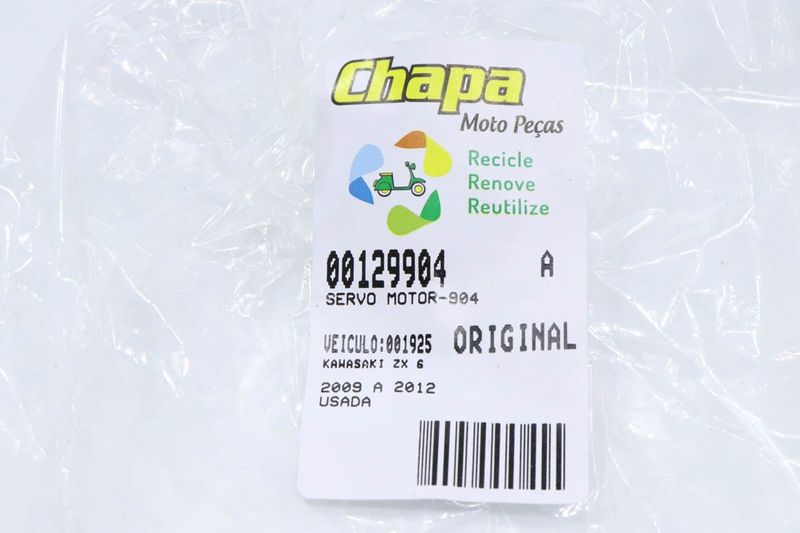 Chapa
Moto Peças
Recicle
Renove
Reutilize
00129904 A
SERVO MOTOR-904
VEICULO:001925 ORIGINAL
KAWASAKI ZX 6
2009 A 2012
USADA